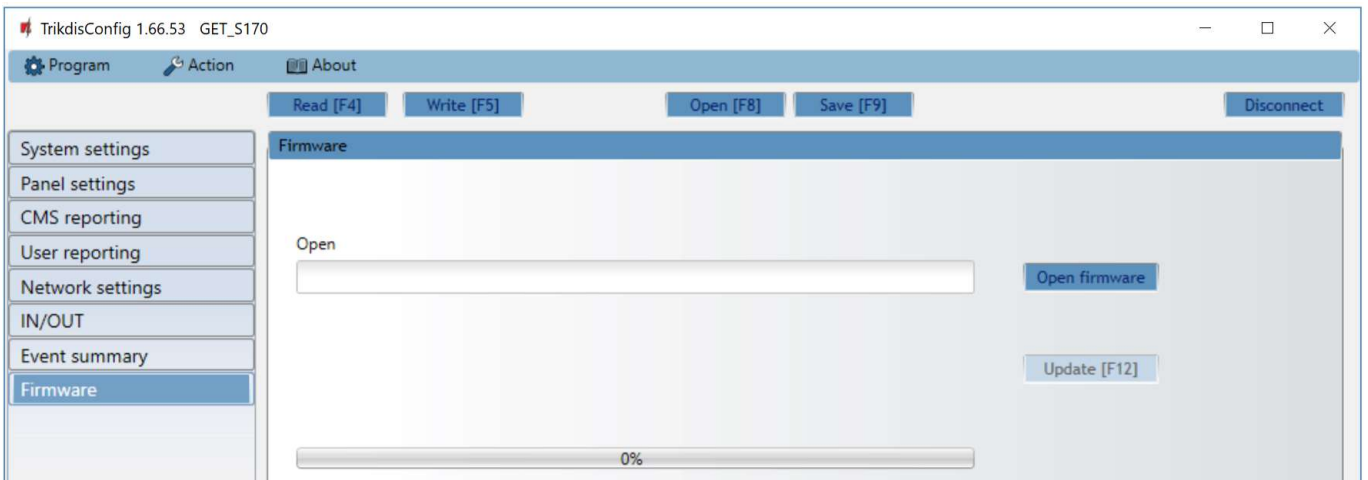 TrikdisConfig 1.66.53 GET_S170
Program Action About
Read [F4] Write [F5] Open [F8] Save [F9] Disconnect
System settings
Panel settings
CMS reporting
User reporting
Network settings
IN/OUT
Event summary
Firmware
Firmware
Open
Open firmware
Update [F12]
0%